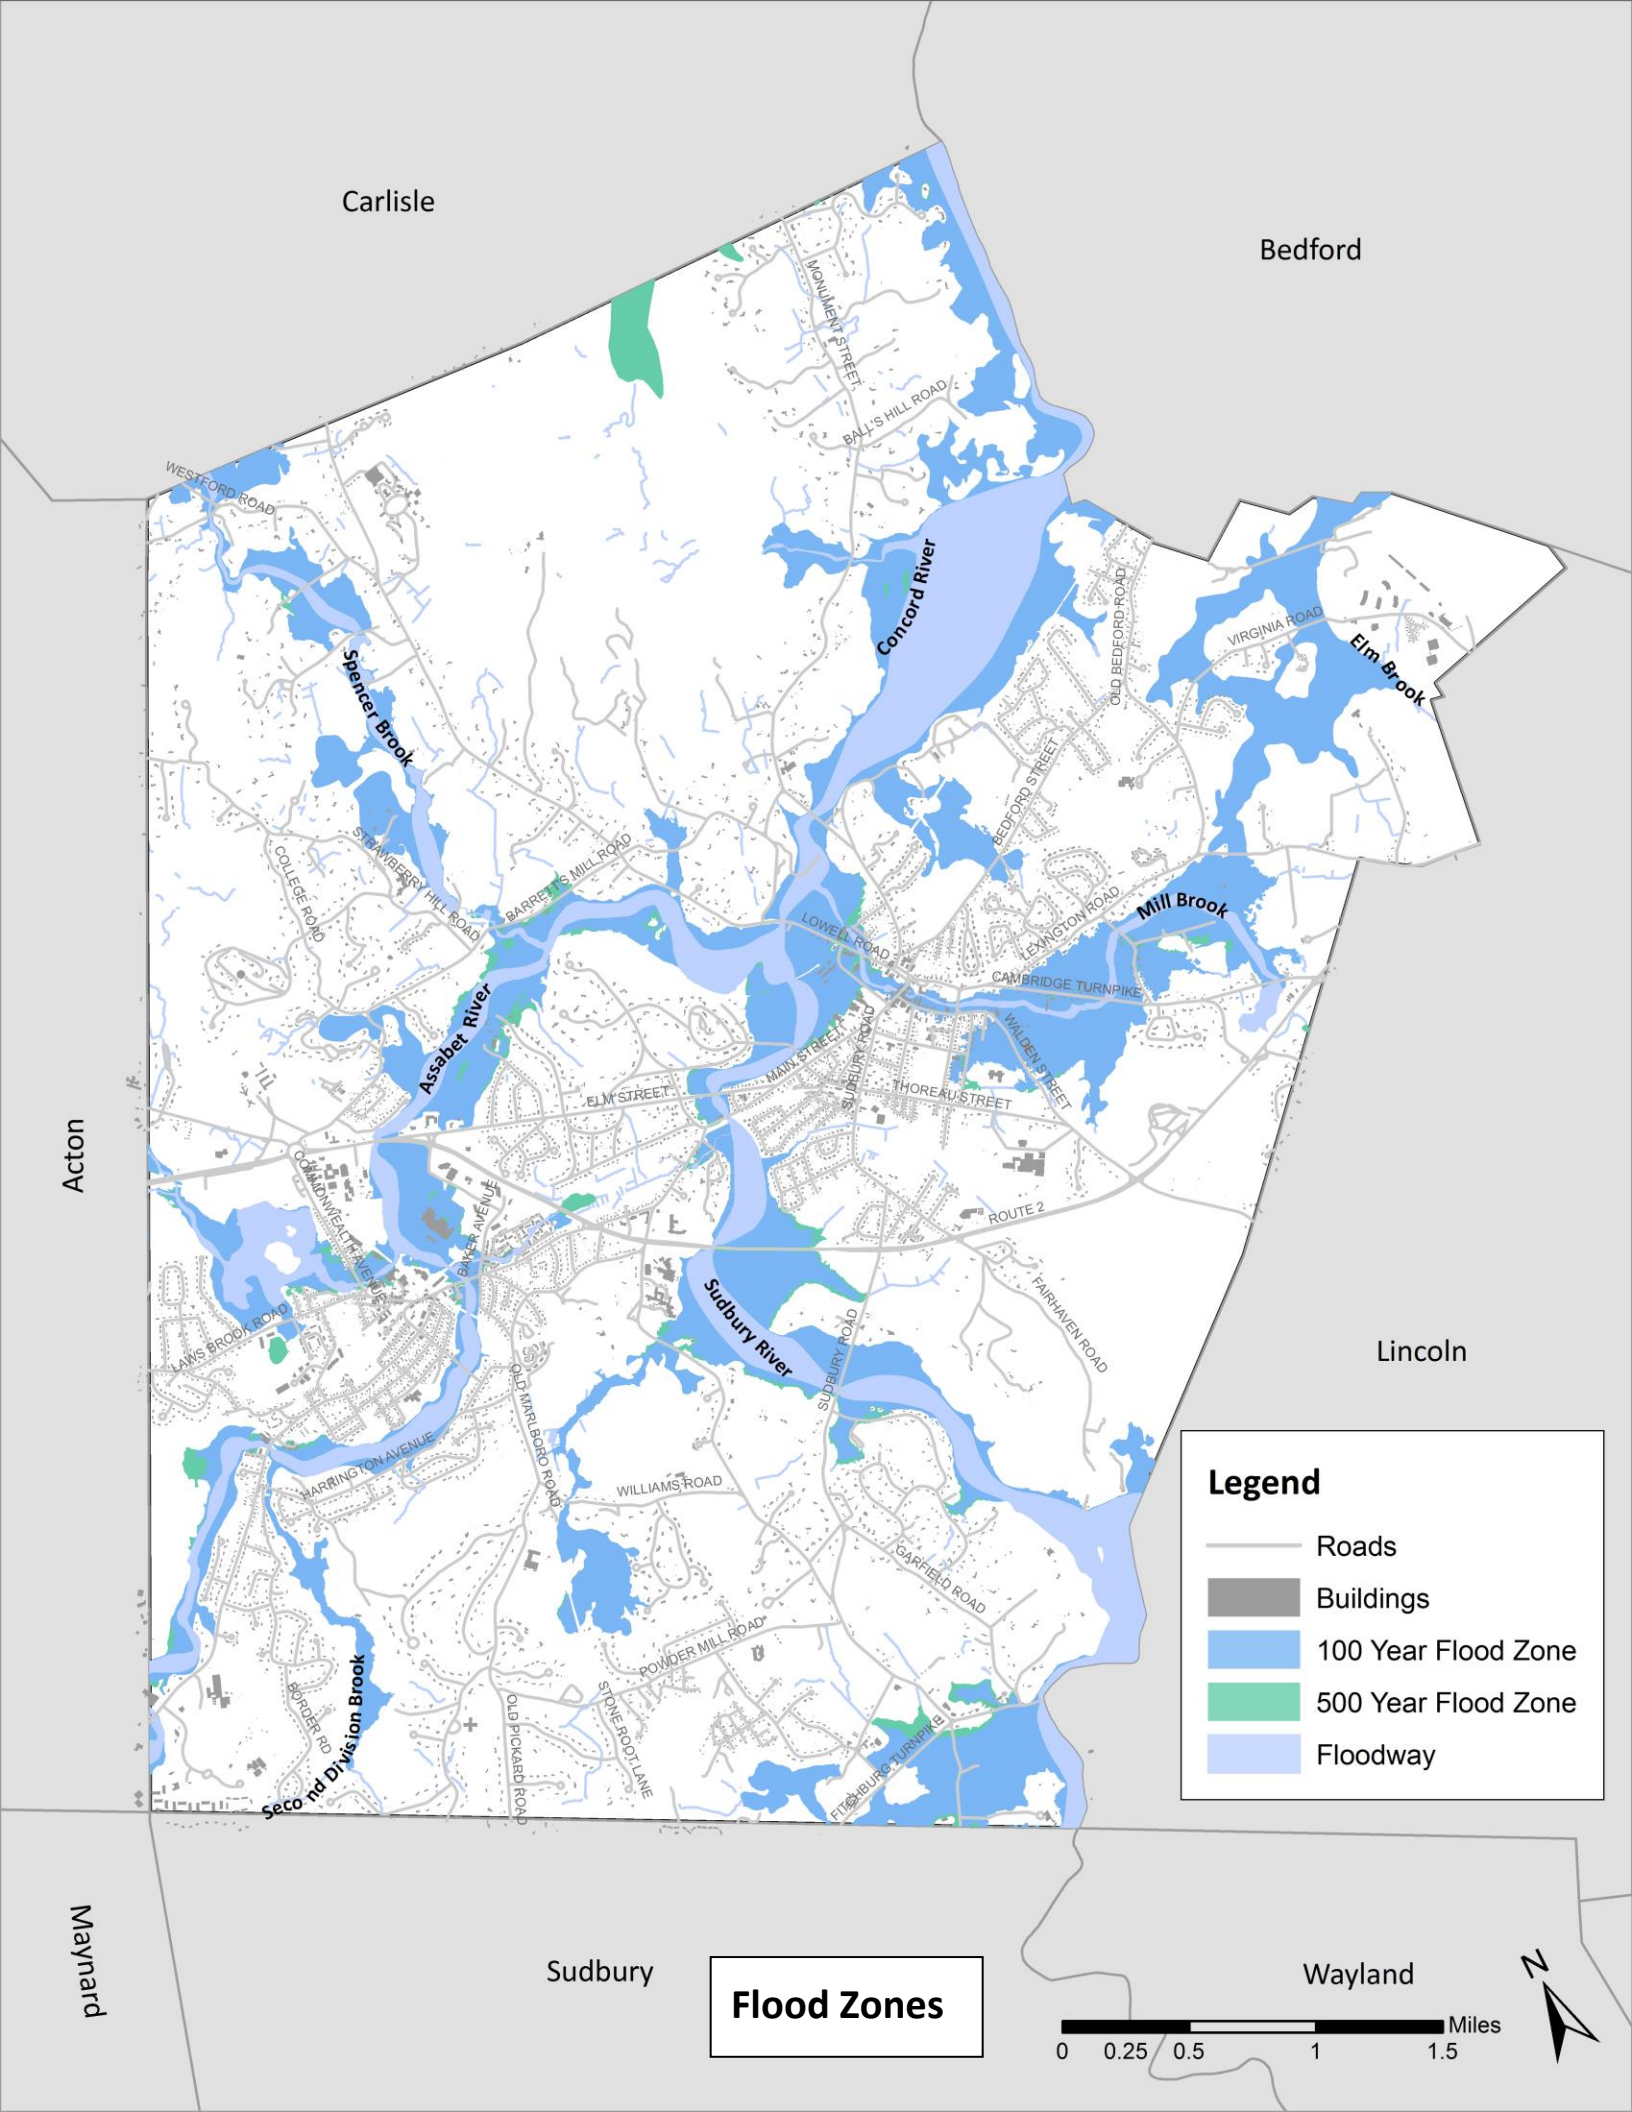 Carlisle
Bedford
MONUMENT STREET
BALL'S HILL ROAD
WESTFORD ROAD
Concord River
OLD BEDFORD ROAD
VIRGINIA ROAD
Elm Brook
Spencer Brook
BEDFORD STREET
STRAWBERRY HILL ROAD
COLLEGE ROAD
BARRETTS MILL ROAD
LOWELL ROAD
LEXINGTON ROAD
Mill Brook
CAMBRIDGE TURNPIKE
Assabet River
MAIN STREET
SUDBURY ROAD
WALDEN STREET
ELM STREET
THOREAU STREET
Acton
COMMONWEALTH AVENUE
BAKER AVENUE
ROUTE 2
Sudbury River
FAIRHAVEN ROAD
LAWS BROOK ROAD
SUDBURY ROAD
Lincoln
OLD MARLBORO ROAD
HARRINGTON AVENUE
WILLIAMS ROAD
GARFIELD ROAD
POWDER MILL ROAD
BORDER RD
Seco nd Division Brook
OLD PICKARD ROAD
STONE ROOT LANE
FITCHBURG TURNPIKE
Legend
Roads
Buildings
100 Year Flood Zone
500 Year Flood Zone
Floodway
Maynard
Sudbury
Flood Zones
Wayland
N
Miles
0 0.25 0.5 1 1.5